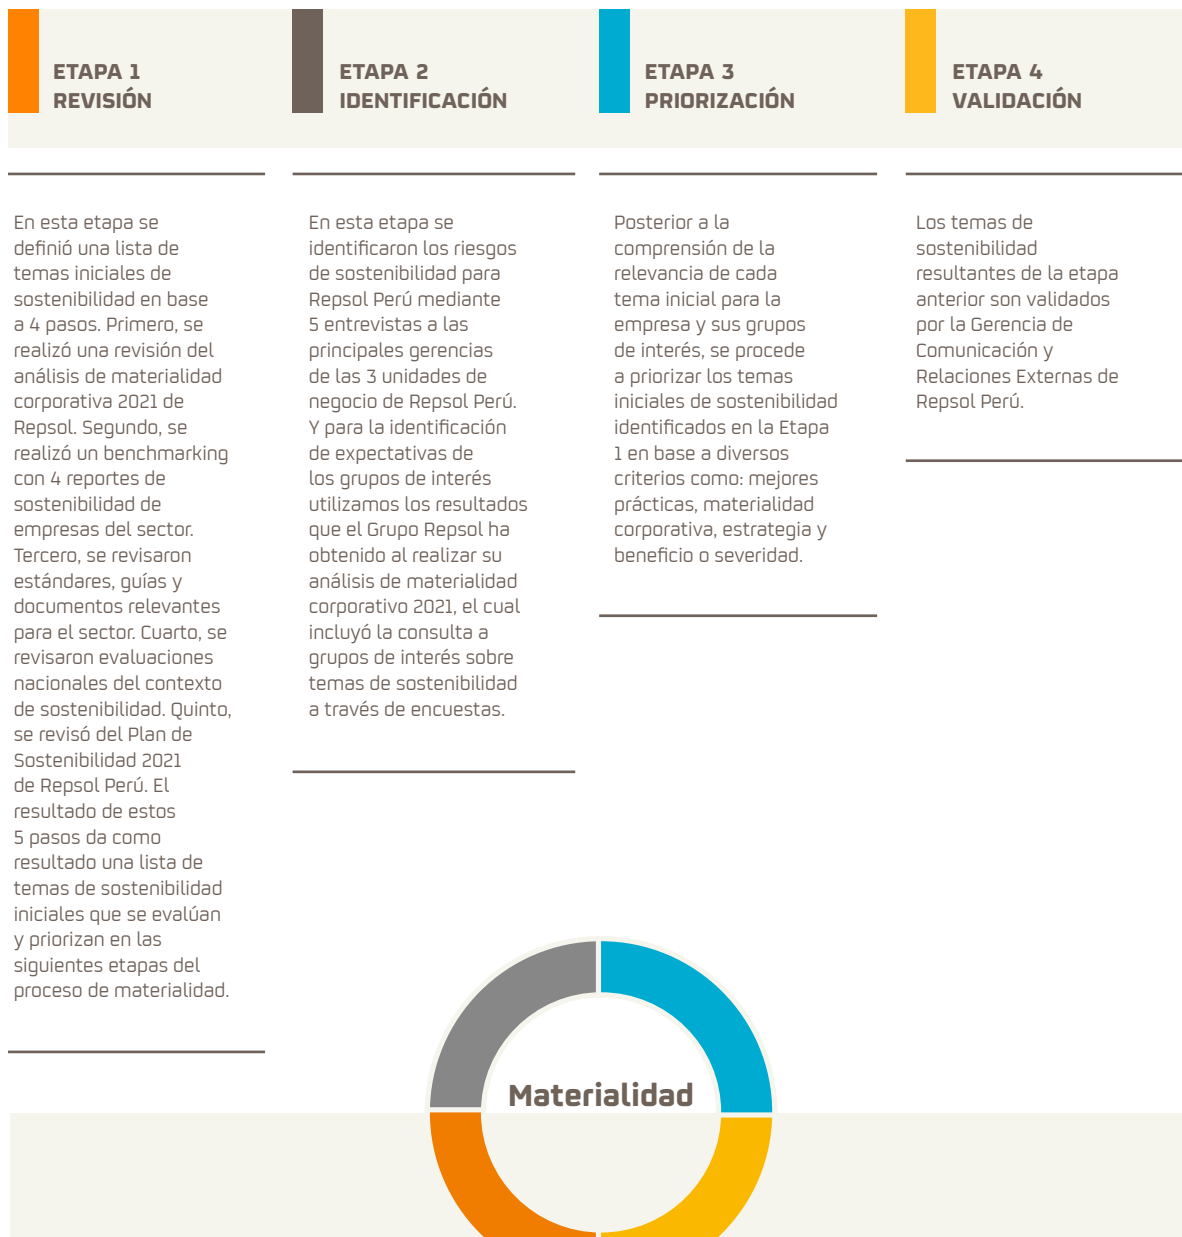 ETAPA 1
REVISIÓN
ETAPA 2
IDENTIFICACIÓN
ETAPA 3
PRIORIZACIÓN
ETAPA 4
VALIDACIÓN
En esta etapa se
definió una lista de
temas iniciales de
sostenibilidad en base
a 4 pasos. Primero, se
realizó una revisión del
análisis de materialidad
corporativa 2021 de
Repsol. Segundo, se
realizó un benchmarking
con 4 reportes de
sostenibilidad de
empresas del sector.
Tercero, se revisaron
estándares, guías y
documentos relevantes
para el sector. Cuarto, se
revisaron evaluaciones
nacionales del contexto
de sostenibilidad. Quinto,
se revisó del Plan de
Sostenibilidad 2021
de Repsol Perú. El
resultado de estos
5 pasos da como
resultado una lista de
temas de sostenibilidad
iniciales que se evalúan
y priorizan en las
siguientes etapas del
proceso de materialidad.
En esta etapa se
identificaron los riesgos
de sostenibilidad para
Repsol Perú mediante
5 entrevistas a las
principales gerencias
de las 3 unidades de
negocio de Repsol Perú.
Y para la identificación
de expectativas de
los grupos de interés
utilizamos los resultados
que el Grupo Repsol ha
obtenido al realizar su
análisis de materialidad
corporativo 2021, el cual
incluyó la consulta a
grupos de interés sobre
temas de sostenibilidad
a través de encuestas.
Posterior a la
comprensión de la
relevancia de cada
tema inicial para la
empresa y sus grupos
de interés, se procede
a priorizar los temas
iniciales de sostenibilidad
identificados en la Etapa
1 en base a diversos
criterios como: mejores
prácticas, materialidad
corporativa, estrategia y
beneficio o severidad.
Los temas de
sostenibilidad
resultantes de la etapa
anterior son validados
por la Gerencia de
Comunicación y
Relaciones Externas de
Repsol Perú.
Materialidad